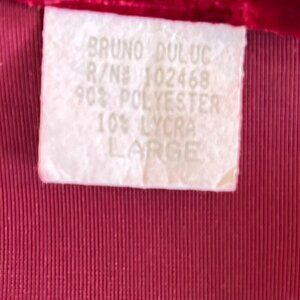 BRUNO DULUC
R/N# 102468
90% POLYESTER
10% LYCRA
LARGE